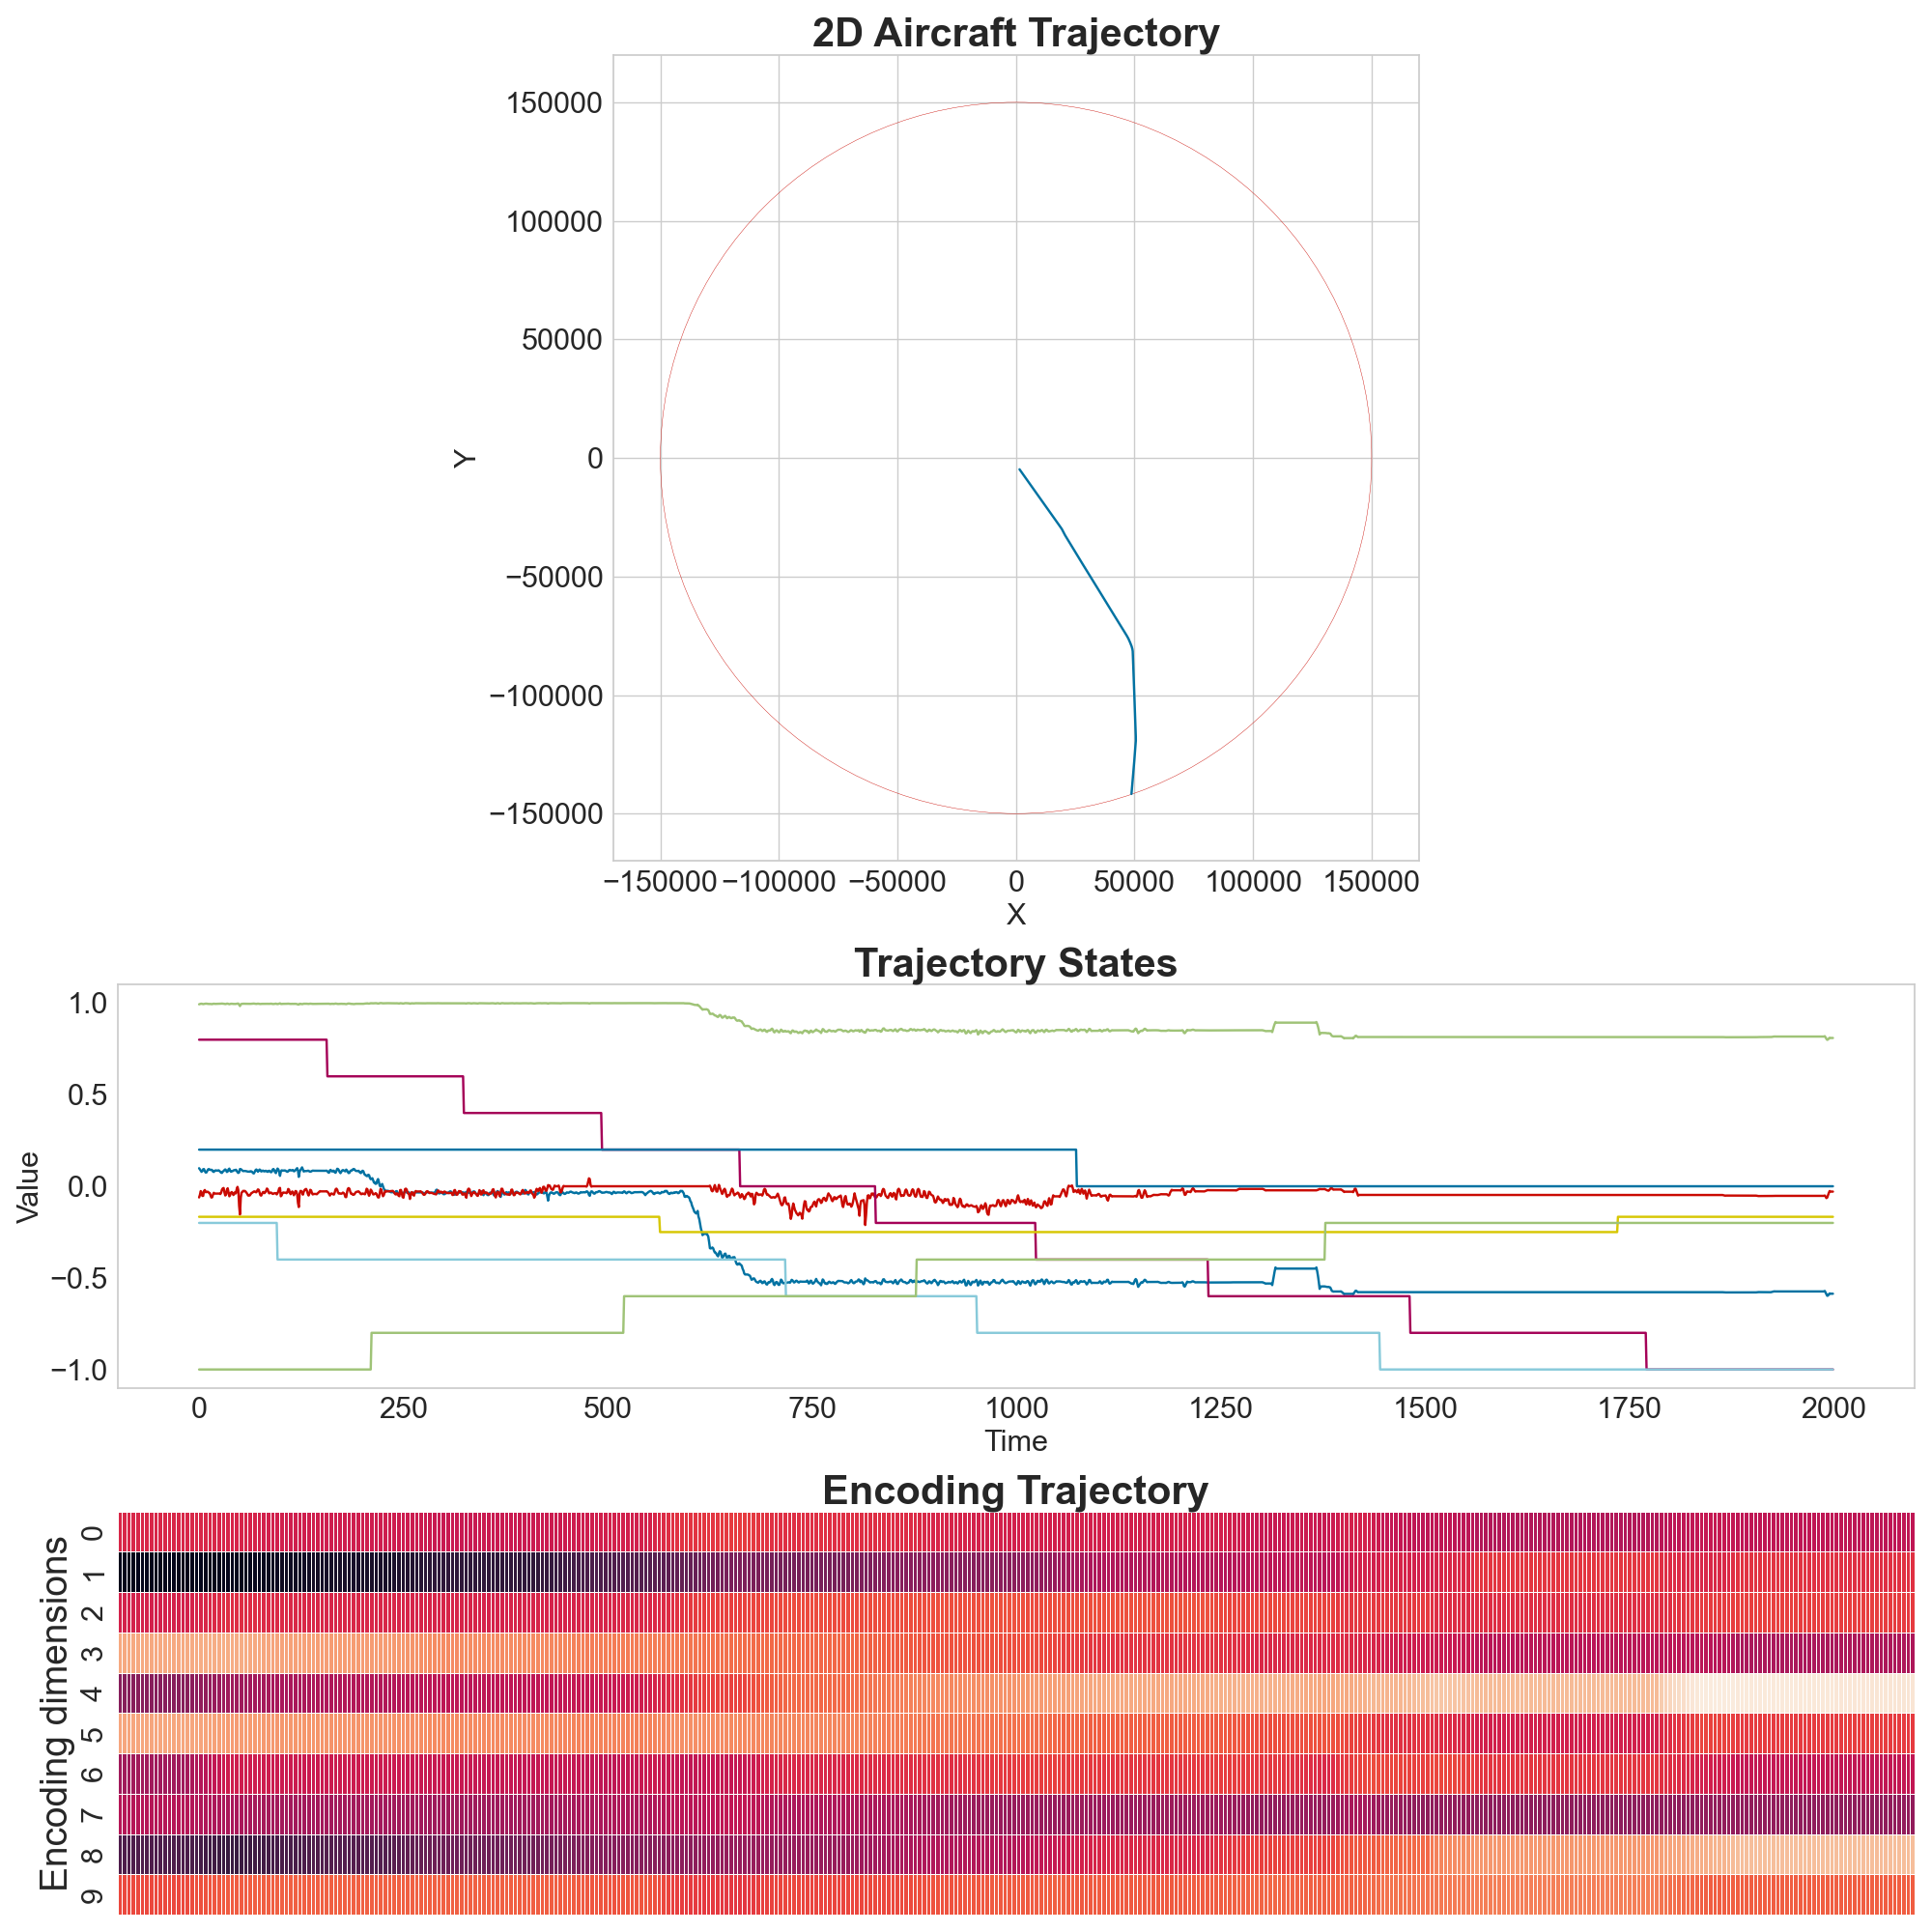 2D Aircraft Trajectory
150000
100000
50000
0
−50000
−100000
−150000
Y
−150000 −100000 −50000 0 50000 100000 150000
X
Trajectory States
1.0
0.5
0.0
−0.5
−1.0
Value
0 250 500 750 1000 1250 1500 1750 2000
Time
Encoding Trajectory
Encoding dimensions
0
1
2
3
4
5
6
7
8
9